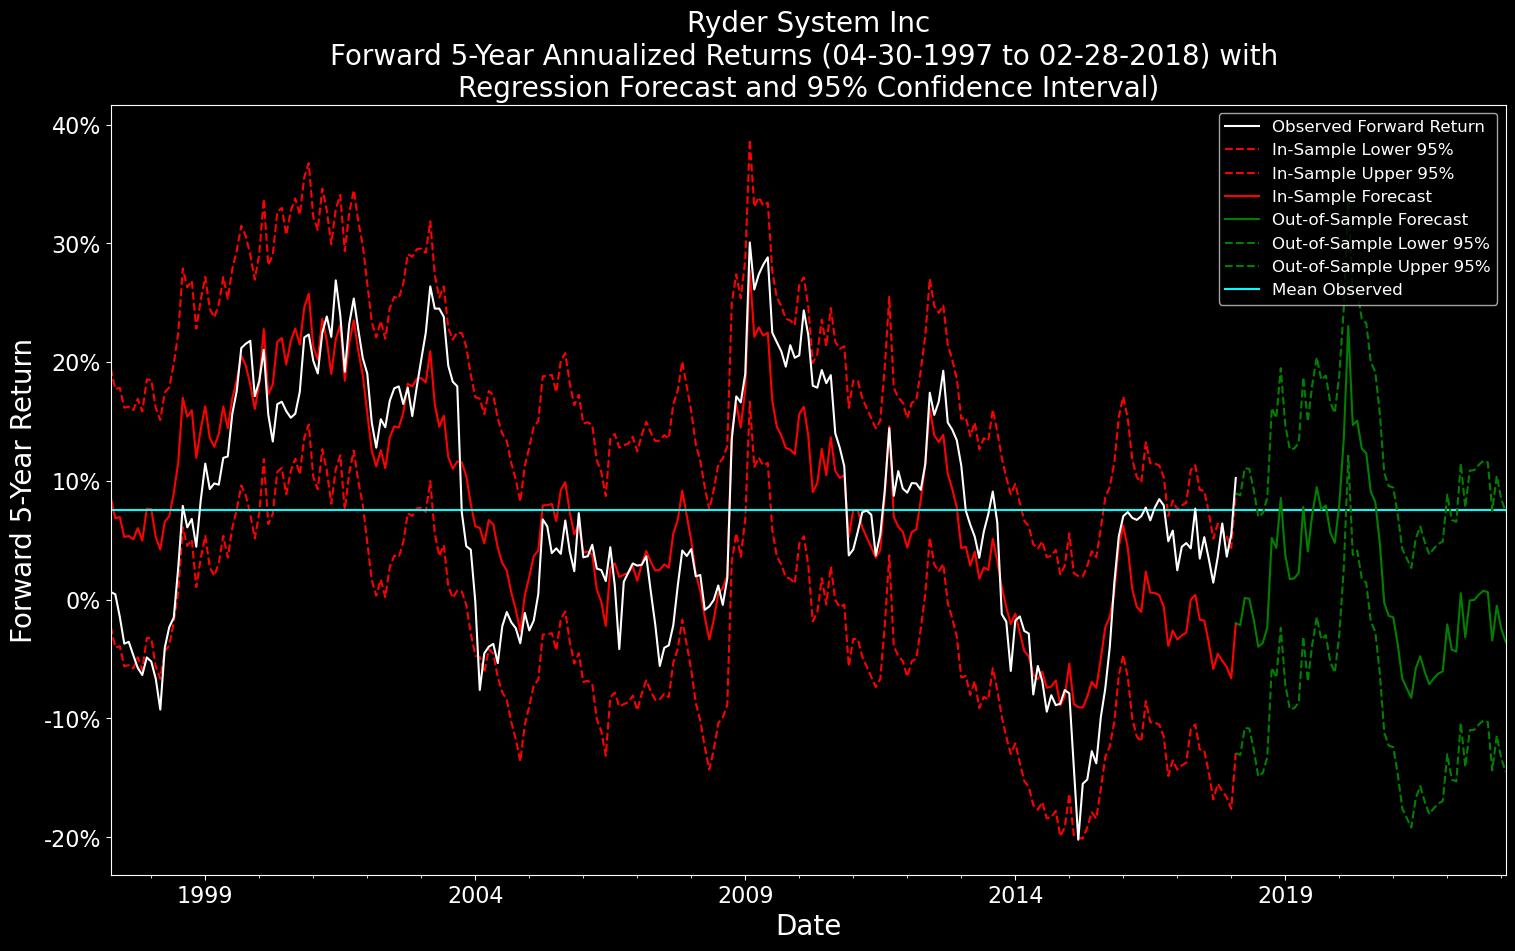 Ryder System Inc
Forward 5-Year Annualized Returns (04-30-1997 to 02-28-2018) with
Regression Forecast and 95% Confidence Interval)
Forward 5-Year Return
40%
30%
20%
10%
0%
-10%
-20%
Observed Forward Return
In-Sample Lower 95%
In-Sample Upper 95%
In-Sample Forecast
Out-of-Sample Forecast
Out-of-Sample Lower 95%
Out-of-Sample Upper 95%
Mean Observed
1999
2004
2009
2014
2019
Date